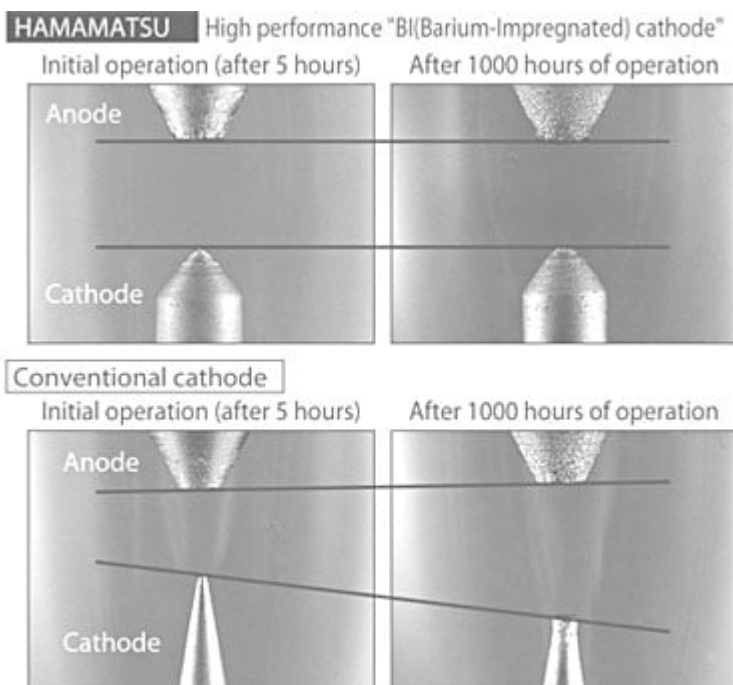 HAMAMATSU High performance "BI(Barium-Impregnated) cathode"
Initial operation (after 5 hours) After 1000 hours of operation
Anode
Cathode
Conventional cathode
Initial operation (after 5 hours) After 1000 hours of operation
Anode
Cathode